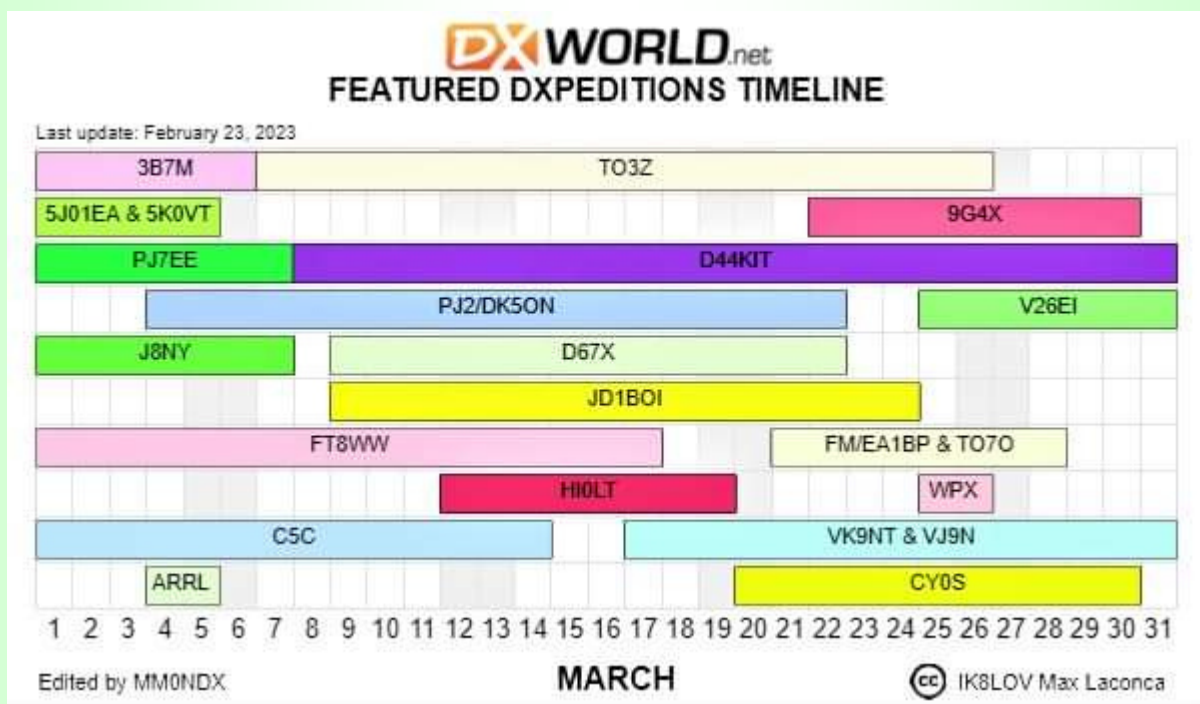 DX WORLD.net
FEATURED DXPEDITIONS TIMELINE
Last update: February 23, 2023
3B7M TO3Z
5J01EA & 5K0VT 9G4X
PJ7EE D44KIT
PJ2/DK5ON V26EI
J8NY D67X
JD1BOI
FT8WW FM/EA1BP & TO7O
HI0LT WPX
C5C VK9NT & VJ9N
ARRL CY0S
1 2 3 4 5 6 7 8 9 10 11 12 13 14 15 16 17 18 19 20 21 22 23 24 25 26 27 28 29 30 31
Edited by MM0NDX MARCH cc IK8LOV Max Laconca